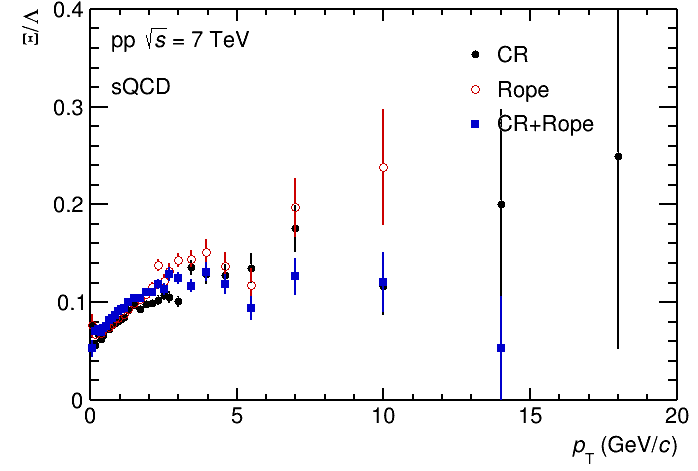 Ξ/Λ
0.4
0.3
0.2
0.1
0
pp √s = 7 TeV
sQCD
CR
Rope
CR+Rope
0 5 10 15 20
p_T (GeV/c)